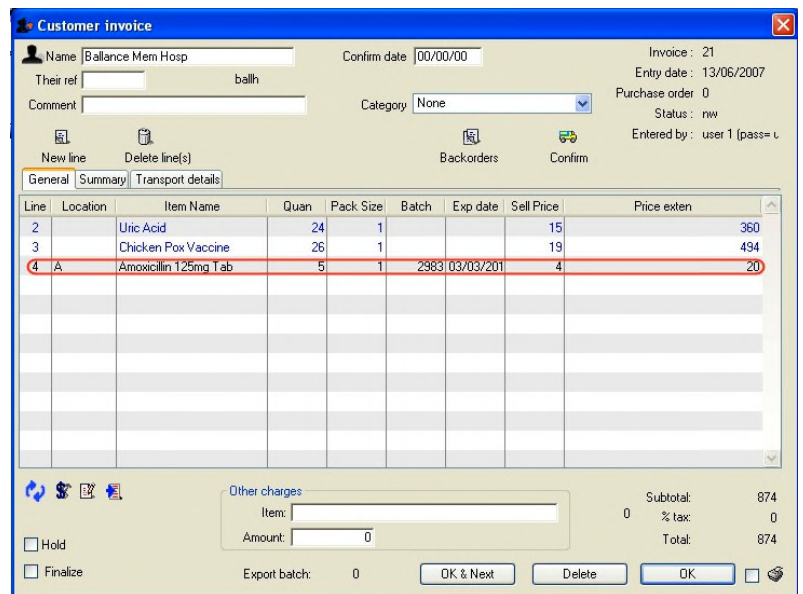 Customer invoice
Name Ballance Mem Hosp Confirm date 00/00/00 Invoice : 21
Their ref ballh Entry date : 13/06/2007
Comment Category None Purchase order 0
Status : nw
New line Delete line(s) Backorders Confirm Entered by : user 1 (pass=
General Summary Transport details
Line Location Item Name Quan Pack Size Batch Exp date Sell Price Price exten
2 Uric Acid 24 1 15 360
3 Chicken Pox Vaccine 26 1 19 494
4 A Amoxicillin 125mg Tab 5 1 2983 03/03/201 4 20
Other charges
Item: Subtotal: 874
0 % tax: 0
Amount: 0 Total: 874
Hold
Finalize Export batch: 0 OK & Next Delete OK